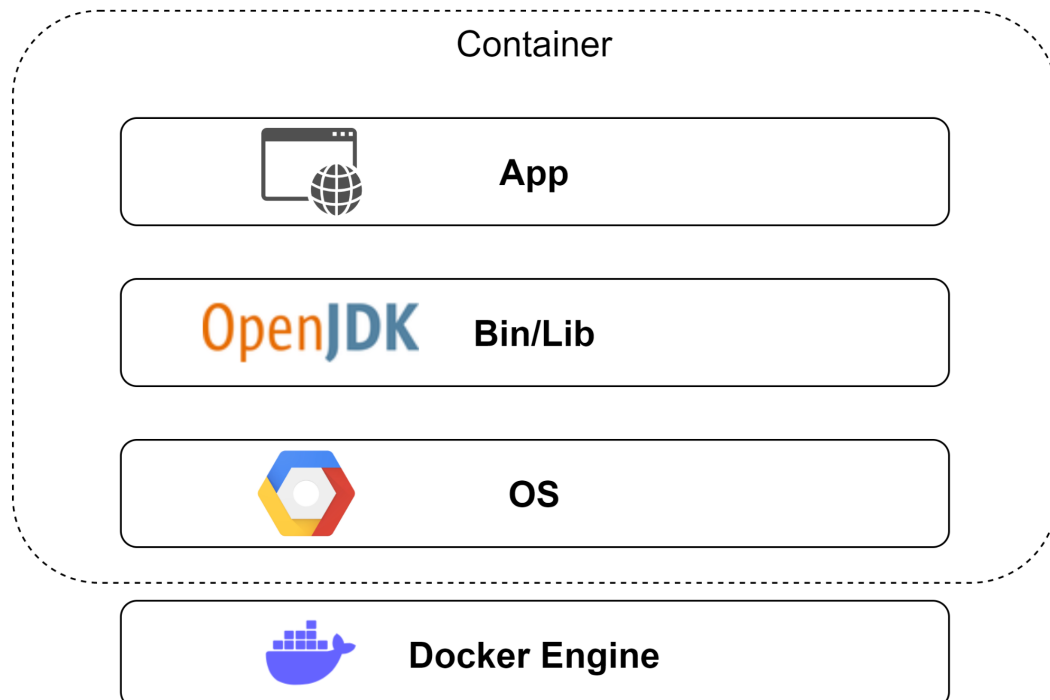 Container
App
OpenJDK Bin/Lib
OS
Docker Engine